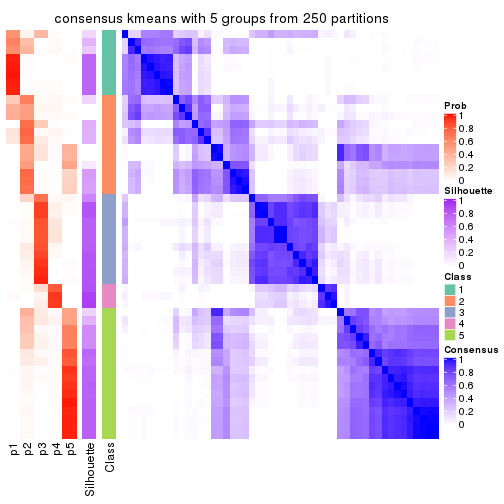 consensus kmeans with 5 groups from 250 partitions
Prob
1
0.8
0.6
0.4
0.2
0
Silhouette
1
0.8
0.6
0.4
0.2
0
Class
1
2
3
4
5
Consensus
1
0.8
0.6
0.4
0.2
0
p1
p2
p3
p4
p5
Silhouette
Class